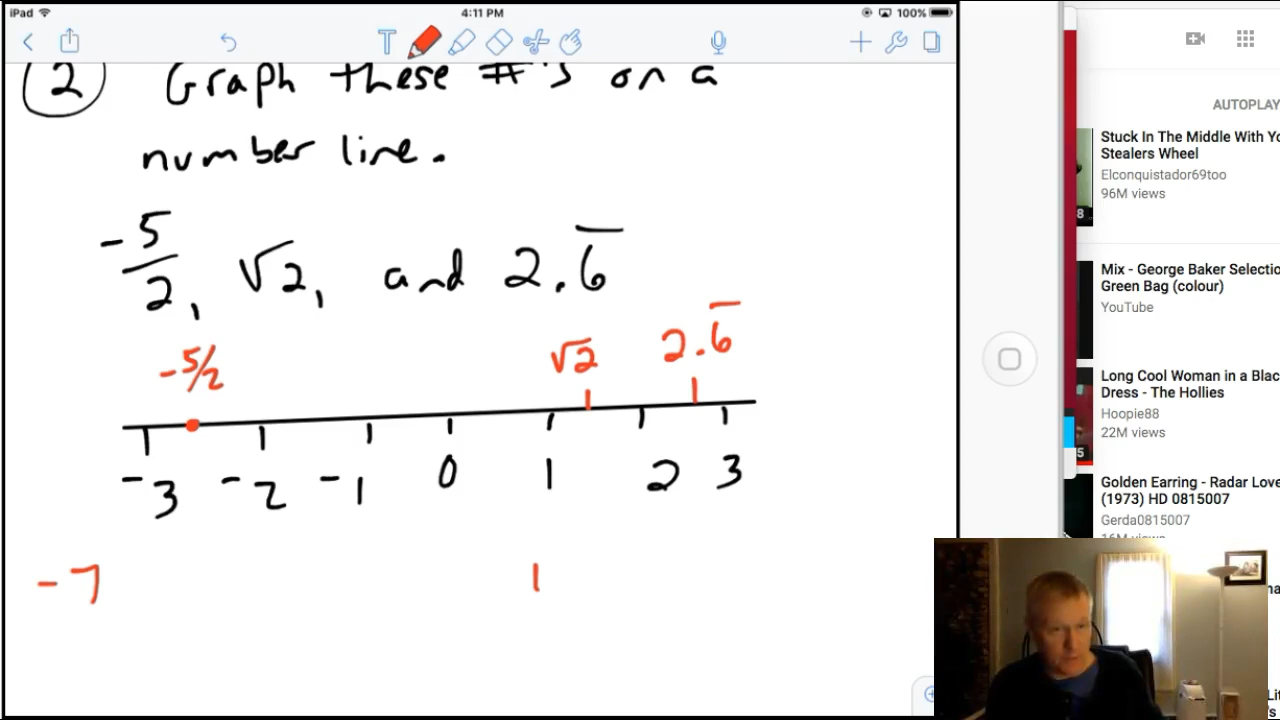 iPad 4:11 PM 100%
T
② Graph these #'s on a
number line.
-5/2, √2, and 2.6̅
-5/2 √2 2.6̅
-3 -2 -1 0 1 2 3
-7 1
AUTOPLAY
Stuck In The Middle With Yo
Stealers Wheel
Elconquistador69too
96M views
8
Mix - George Baker Selectio
Green Bag (colour)
YouTube
Long Cool Woman in a Blac
Dress - The Hollies
Hoopie88
22M views
5
Golden Earring - Radar Love
(1973) HD 0815007
Gerda0815007